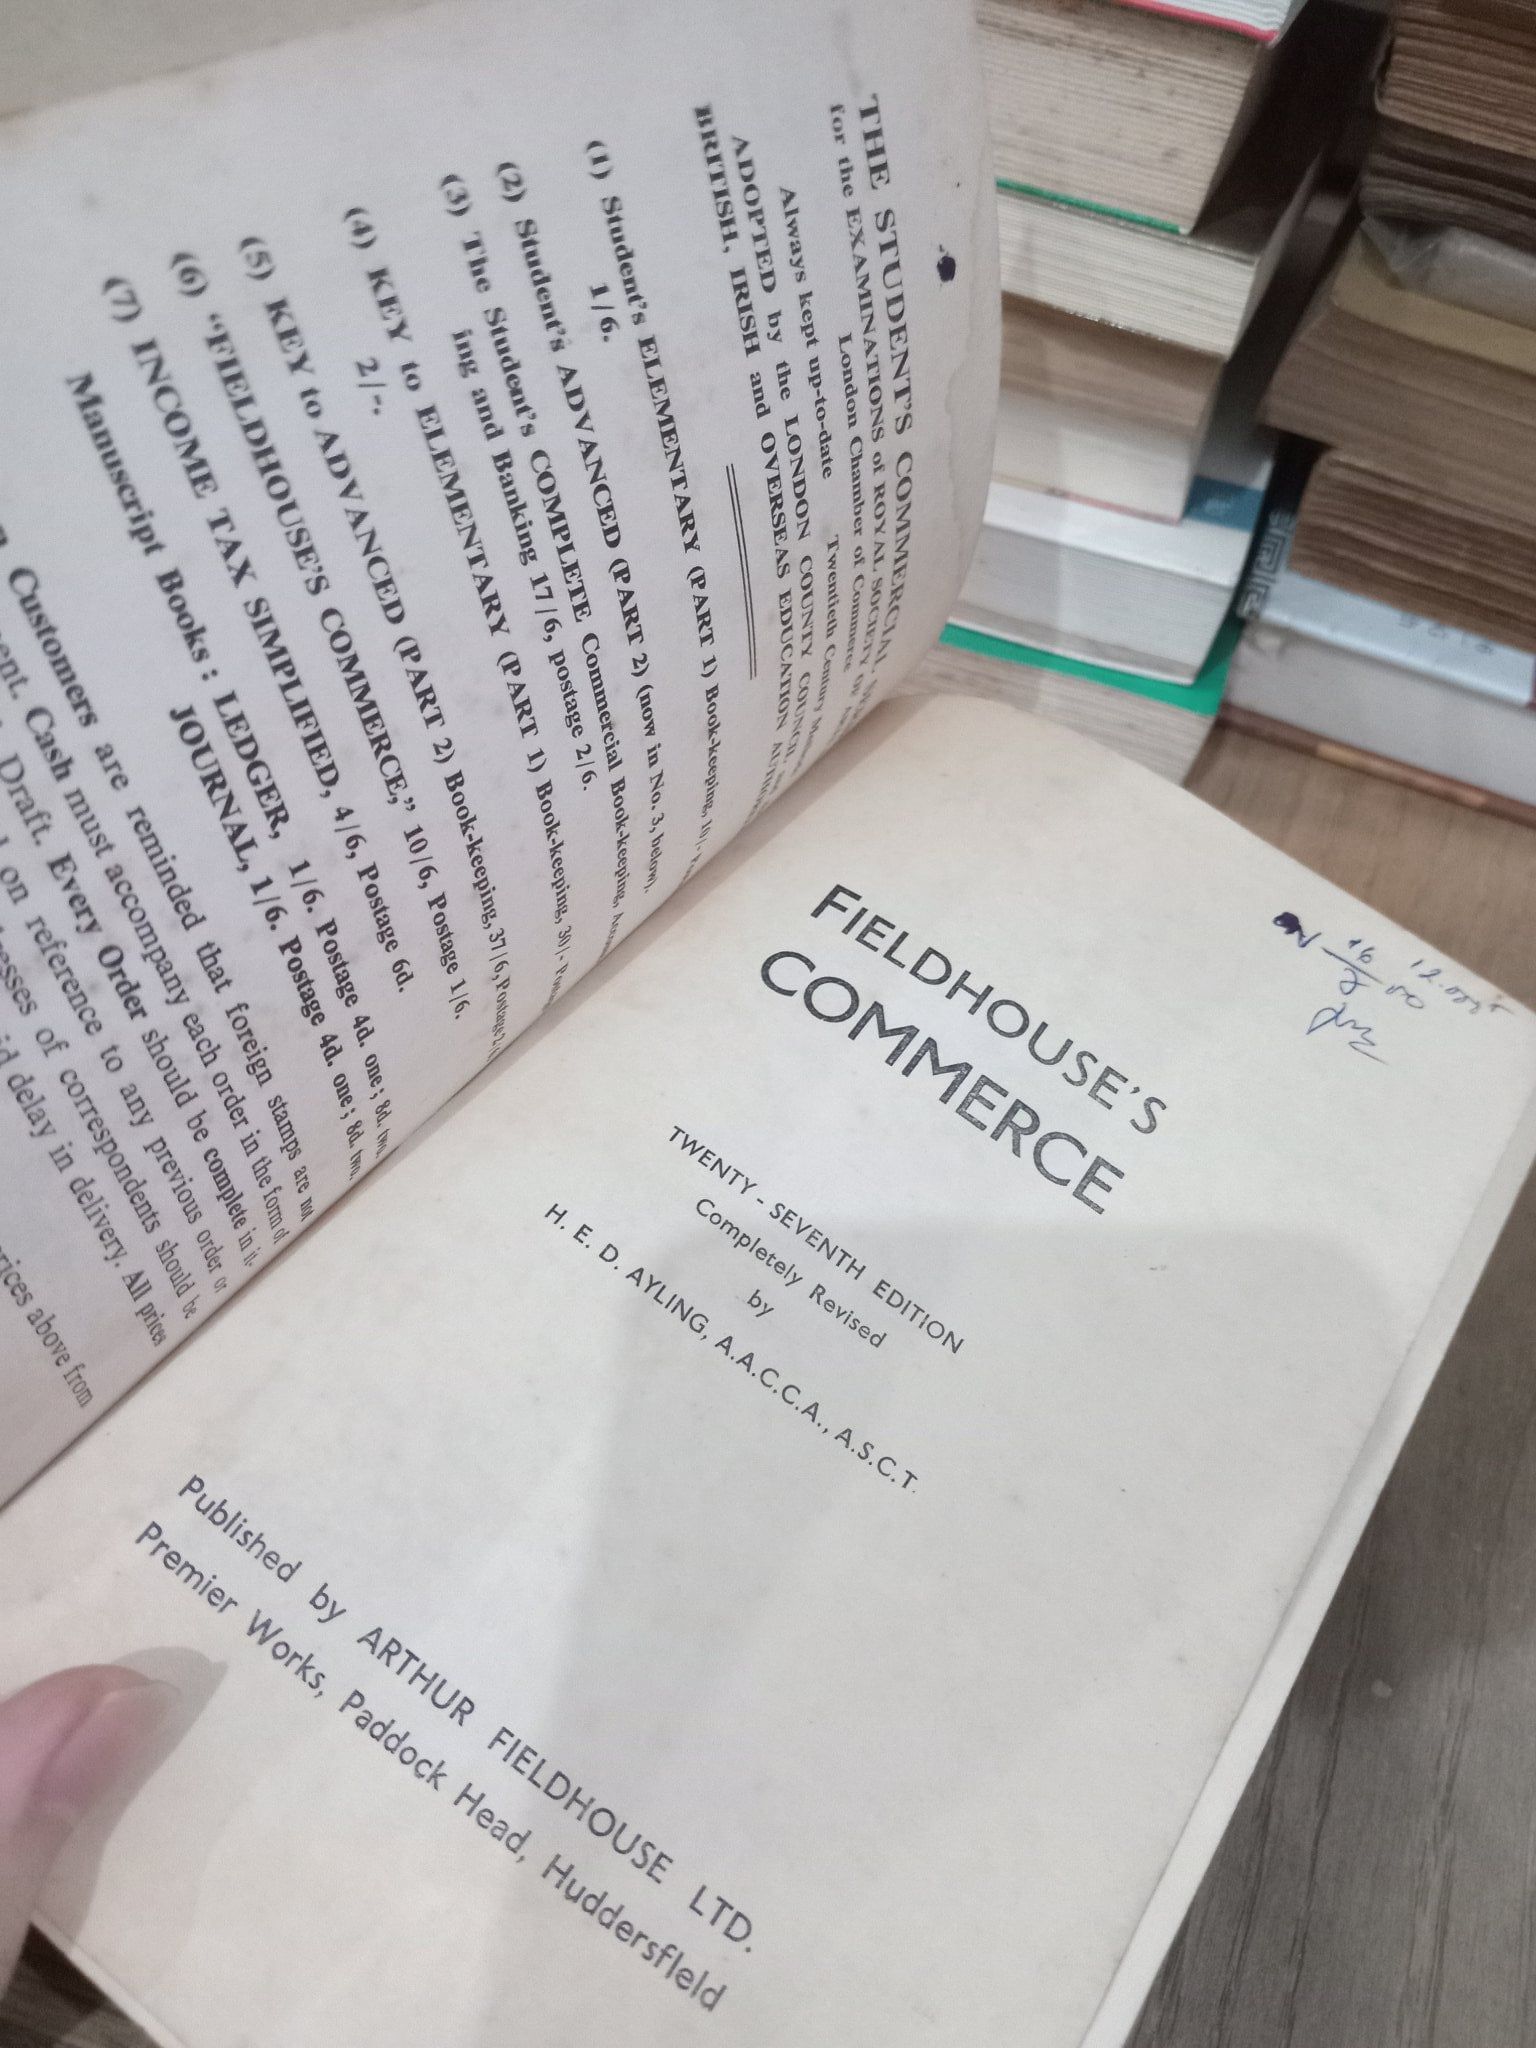 THE STUDENT'S COMMERCIAL
for the EXAMINATIONS of ROYAL SOCIETY OF
London Chamber of Commerce
Always kept up-to-date Twentieth Century
ADOPTED by the LONDON COUNTY COUNCIL,
BRITISH, IRISH and OVERSEAS EDUCATION
(1) Student's ELEMENTARY (PART 1) Book-keeping, 10/-
1/6.
(2) Student's ADVANCED (PART 2) (now in No. 3, below).
(3) The Student's COMPLETE Commercial Book-keeping,
ing and Banking 17/6, postage 2/6.
(4) KEY to ELEMENTARY (PART 1) Book-keeping, 30/-
2/-.
(5) KEY to ADVANCED (PART 2) Book-keeping, 37/6, Postage
(6) "FIELDHOUSE'S COMMERCE," 10/6, Postage 1/6.
(7) INCOME TAX SIMPLIFIED, 4/6, Postage 6d.
Manuscript Books : LEDGER, 1/6. Postage 4d. one ; 8d. two.
JOURNAL, 1/6. Postage 4d. one ; 8d. two.
Customers are reminded that foreign stamps are not
Cash must accompany each order in the form of
Draft. Every Order should be complete in it-
on reference to any previous order or
of correspondents should be
delay in delivery. All prices
prices above from
FIELDHOUSE'S
COMMERCE
TWENTY-SEVENTH EDITION
Completely Revised
by
H. E. D. AYLING, A.A.C.C.A., A.S.C.T.
Published by ARTHUR FIELDHOUSE LTD.
Premier Works, Paddock Head, Huddersfield